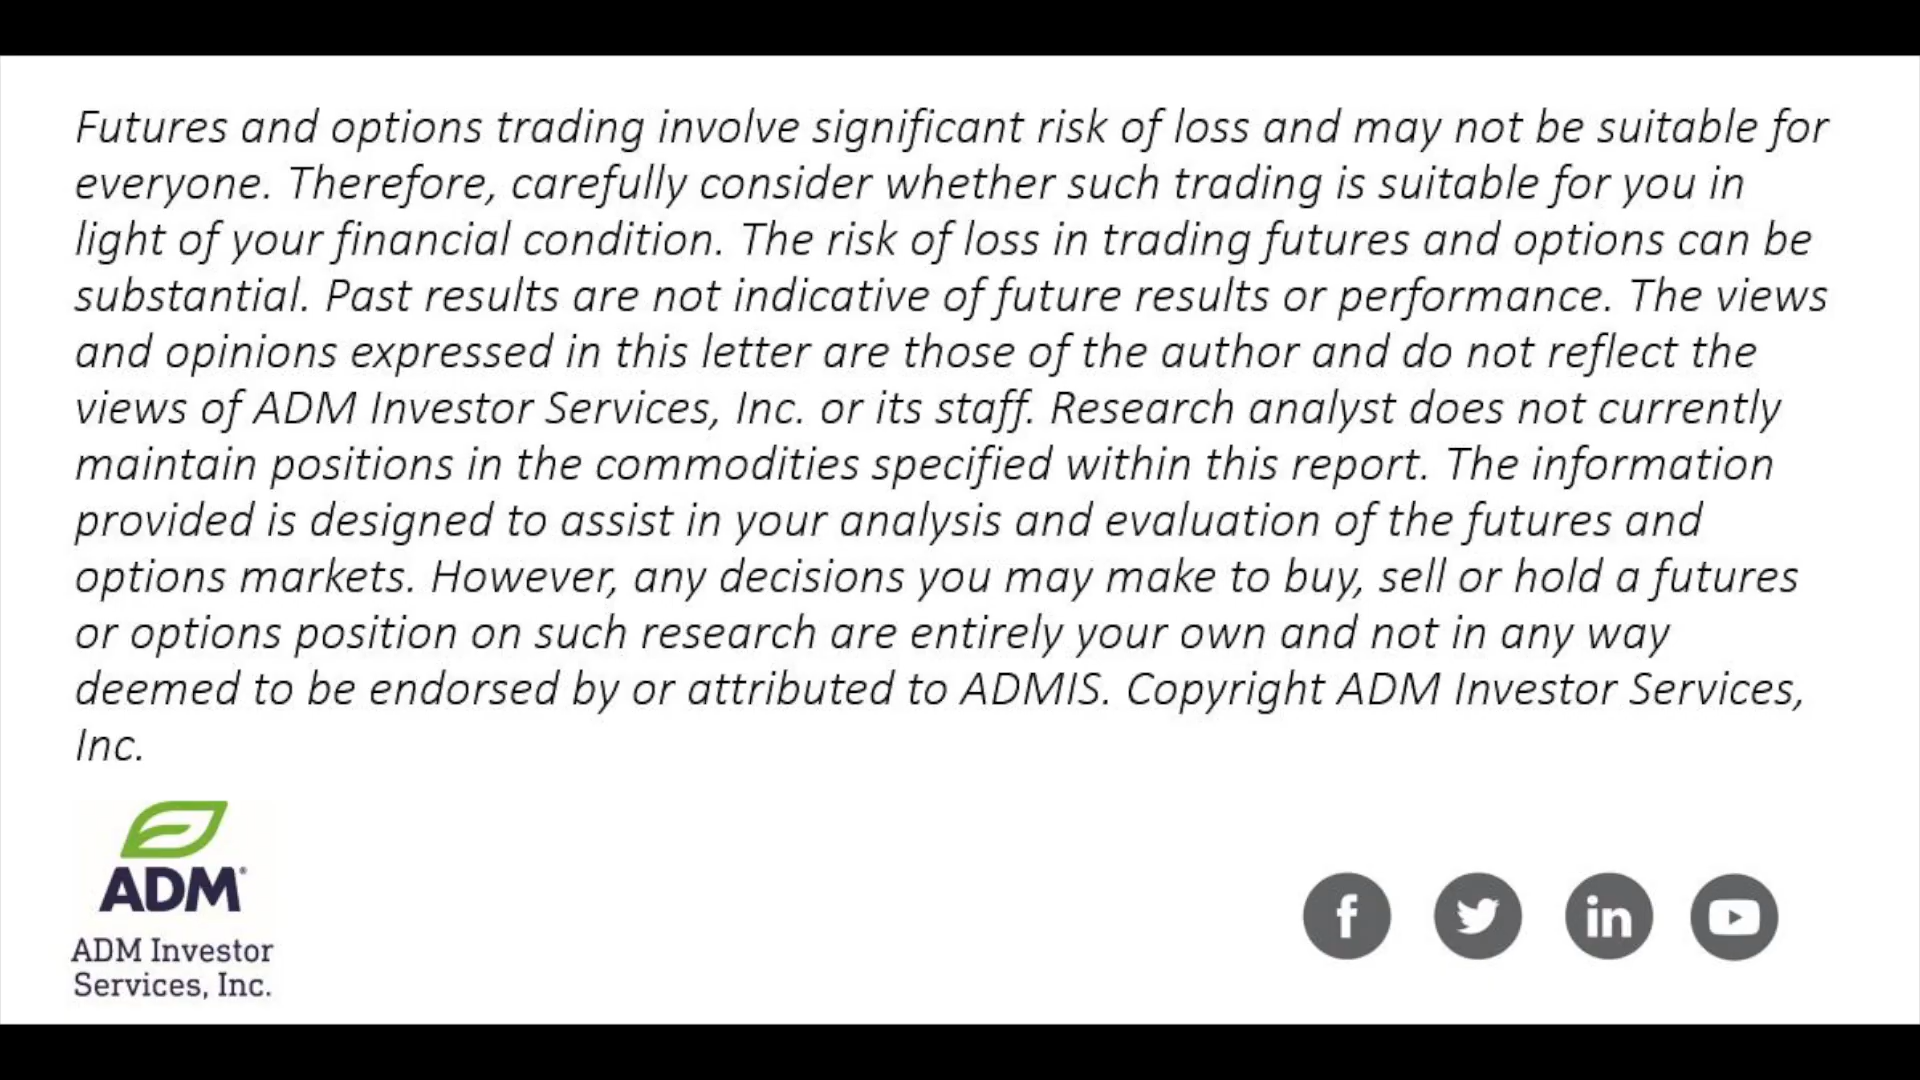 Futures and options trading involve significant risk of loss and may not be suitable for
everyone. Therefore, carefully consider whether such trading is suitable for you in
light of your financial condition. The risk of loss in trading futures and options can be
substantial. Past results are not indicative of future results or performance. The views
and opinions expressed in this letter are those of the author and do not reflect the
views of ADM Investor Services, Inc. or its staff. Research analyst does not currently
maintain positions in the commodities specified within this report. The information
provided is designed to assist in your analysis and evaluation of the futures and
options markets. However, any decisions you may make to buy, sell or hold a futures
or options position on such research are entirely your own and not in any way
deemed to be endorsed by or attributed to ADMIS. Copyright ADM Investor Services,
Inc.
ADM®
ADM Investor
Services, Inc.
f
in